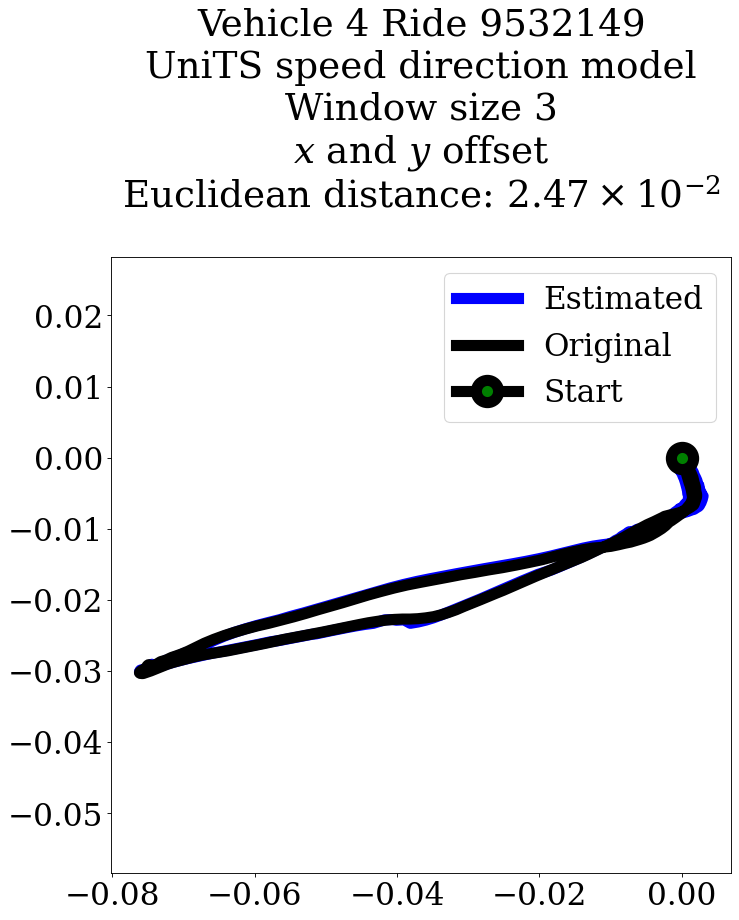 Vehicle 4 Ride 9532149
UniTS speed direction model
Window size 3
x and y offset
Euclidean distance: 2.47 × 10⁻²
Estimated
Original
Start
0.02
0.01
0.00
−0.01
−0.02
−0.03
−0.04
−0.05
−0.08 −0.06 −0.04 −0.02 0.00